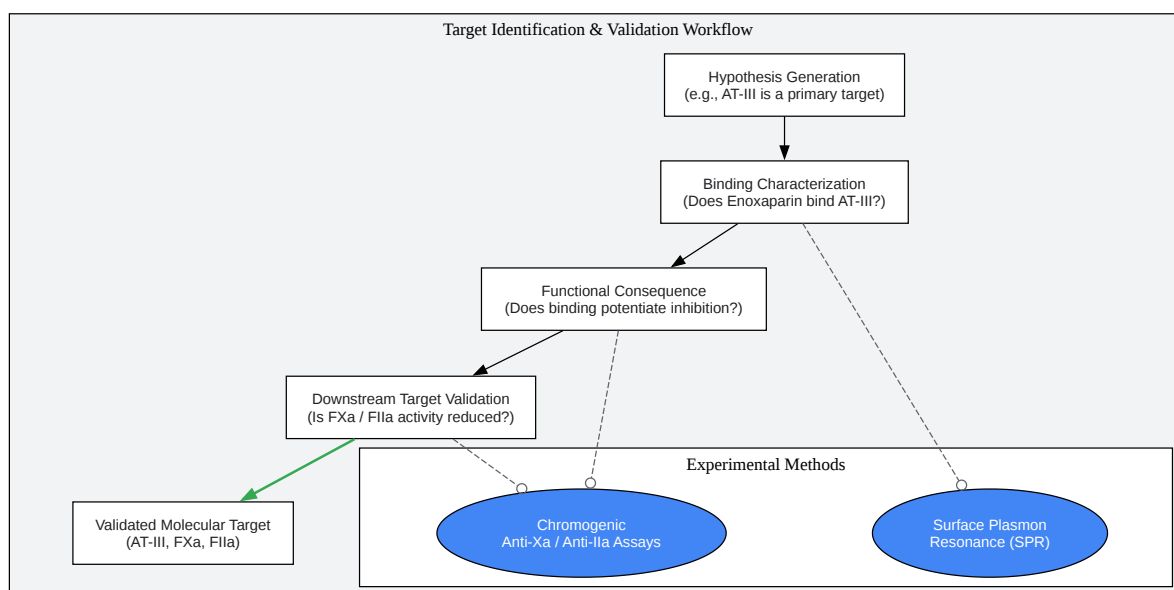 Target Identification & Validation Workflow
Hypothesis Generation
(e.g., AT-III is a primary target)
Binding Characterization
(Does Enoxaparin bind AT-III?)
Functional Consequence
(Does binding potentiate inhibition?)
Downstream Target Validation
(Is FXa / FIIa activity reduced?)
Experimental Methods
Validated Molecular Target
(AT-III, FXa, FIIa)
Chromogenic
Anti-Xa / Anti-IIa Assays
Surface Plasmon
Resonance (SPR)